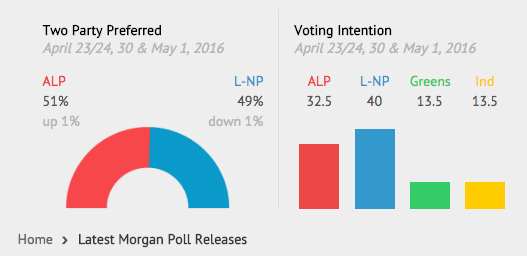 Two Party Preferred
April 23/24, 30 & May 1, 2016
ALP L-NP
51% 49%
up 1% down 1%
Voting Intention
April 23/24, 30 & May 1, 2016
ALP L-NP Greens Ind
32.5 40 13.5 13.5
Home › Latest Morgan Poll Releases